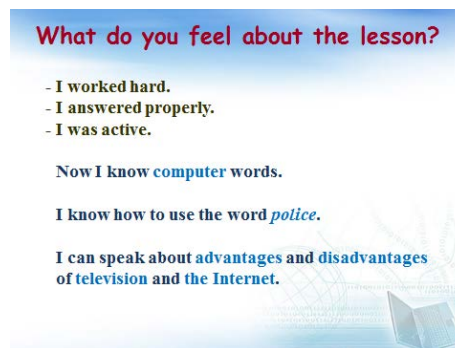 What do you feel about the lesson?
- I worked hard.
- I answered properly.
- I was active.
Now I know computer words.
I know how to use the word police.
I can speak about advantages and disadvantages
of television and the Internet.